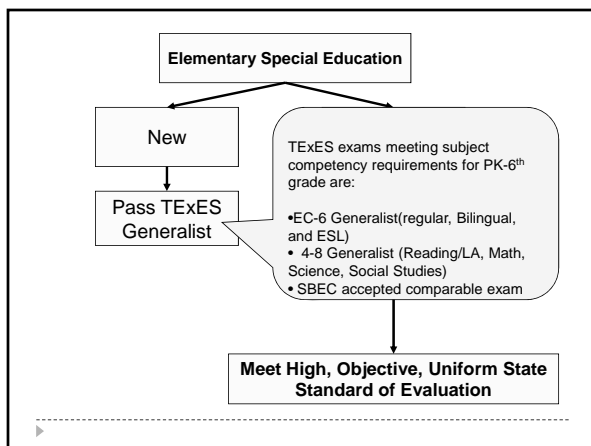 Elementary Special Education
New
Pass TExES
Generalist
TExES exams meeting subject
competency requirements for PK-6th
grade are:
•EC-6 Generalist(regular, Bilingual,
and ESL)
• 4-8 Generalist (Reading/LA, Math,
Science, Social Studies)
• SBEC accepted comparable exam
Meet High, Objective, Uniform State
Standard of Evaluation